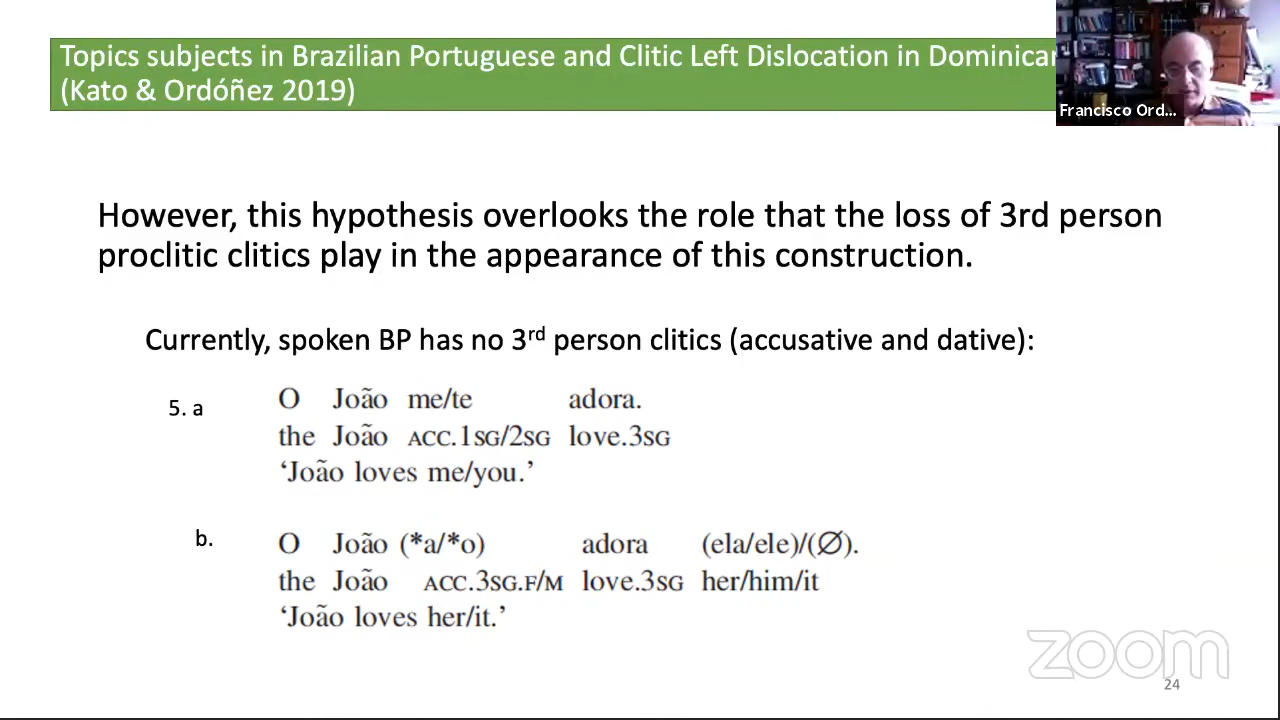 Topics subjects in Brazilian Portuguese and Clitic Left Dislocation in Dominican
(Kato & Ordóñez 2019)
Francisco Ord...
However, this hypothesis overlooks the role that the loss of 3rd person
proclitic clitics play in the appearance of this construction.
Currently, spoken BP has no 3rd person clitics (accusative and dative):
5. a O João me/te adora.
the João ACC.1SG/2SG love.3SG
‘João loves me/you.’
b. O João (*a/*o) adora (ela/ele)/(∅).
the João ACC.3SG.F/M love.3SG her/him/it
‘João loves her/it.’
zoom
24